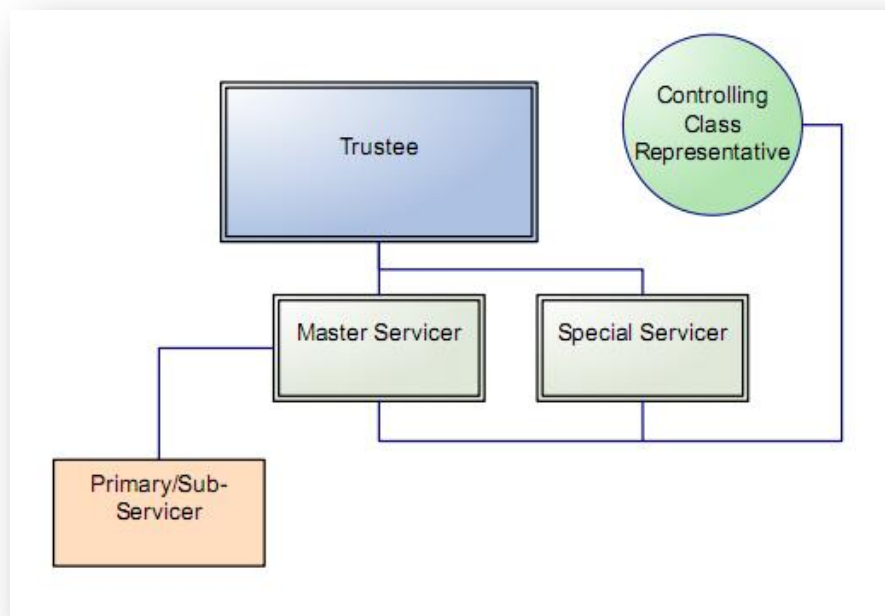 Trustee
Controlling
Class
Representative
Master Servicer
Special Servicer
Primary/Sub-
Servicer